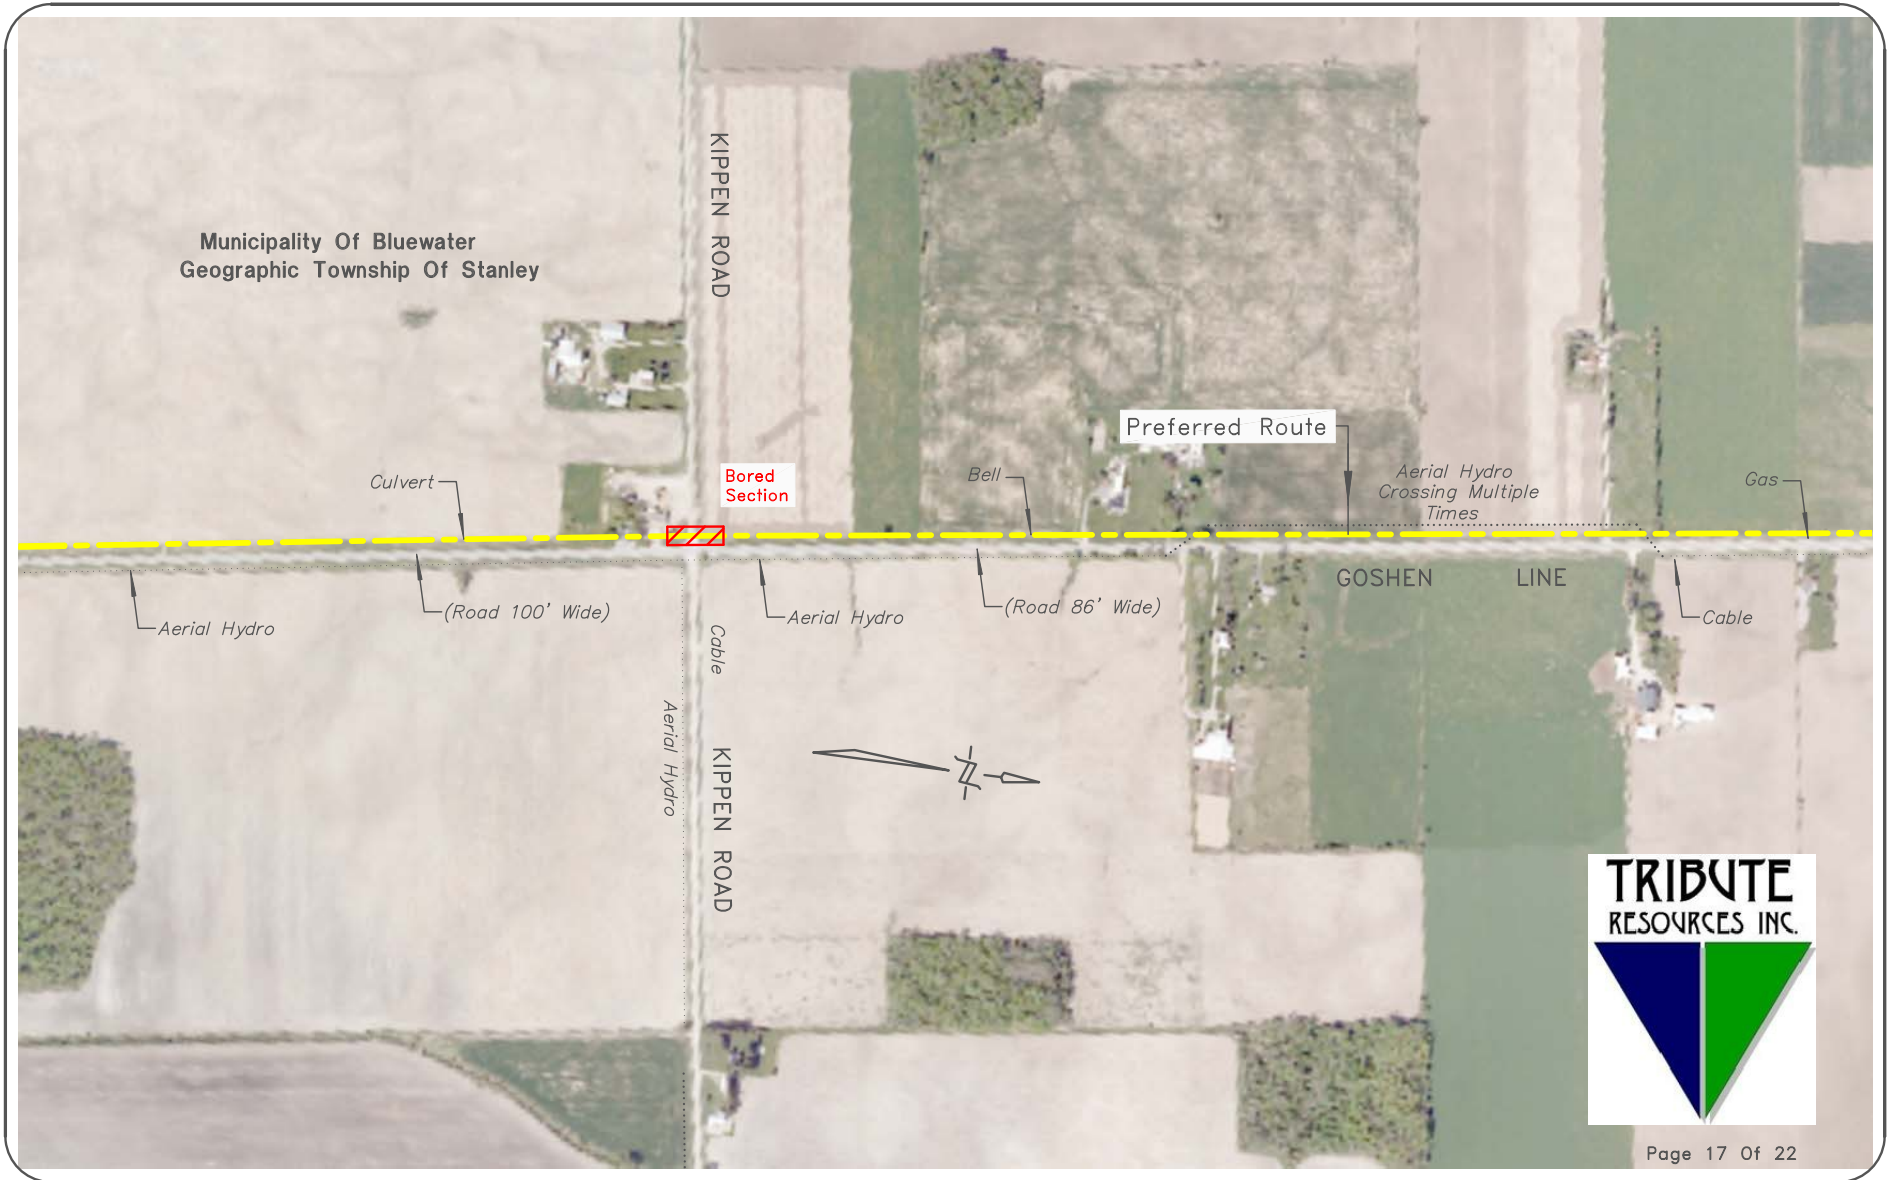 KIPPEN ROAD
Municipality Of Bluewater
Geographic Township Of Stanley
Preferred Route
Bored
Section
Culvert
Bell
Aerial Hydro
Crossing Multiple
Times
Gas
GOSHEN LINE
(Road 100' Wide)
(Road 86' Wide)
Aerial Hydro
Aerial Hydro
Cable
Cable
Aerial Hydro
KIPPEN ROAD
TRIBUTE
RESOURCES INC.
Page 17 Of 22